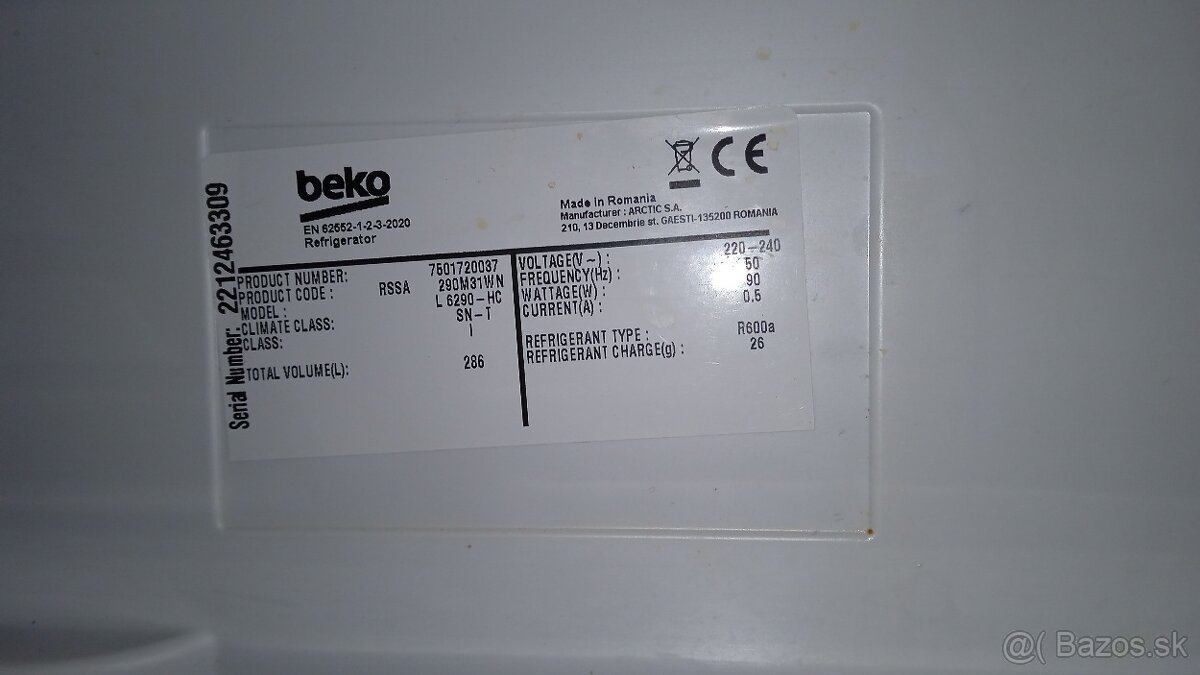 beko
EN 62552-1-2-3-2020
Refrigerator
CE
Made in Romania
Manufacturer : ARCTIC S.A.
210, 13 Decembrie st. GAESTI-135200 ROMANIA
Serial Number: 2212463309
PRODUCT NUMBER: 7501720037
PRODUCT CODE : RSSA 290M31WN
MODEL : L 6290-HC
CLIMATE CLASS: SN-T
CLASS: I
TOTAL VOLUME(L): 286
VOLTAGE(V~) : 220-240
FREQUENCY(Hz) : 50
WATTAGE(W) : 90
CURRENT(A) : 0.5
REFRIGERANT TYPE : R600a
REFRIGERANT CHARGE(g) : 26
@( Bazos.sk